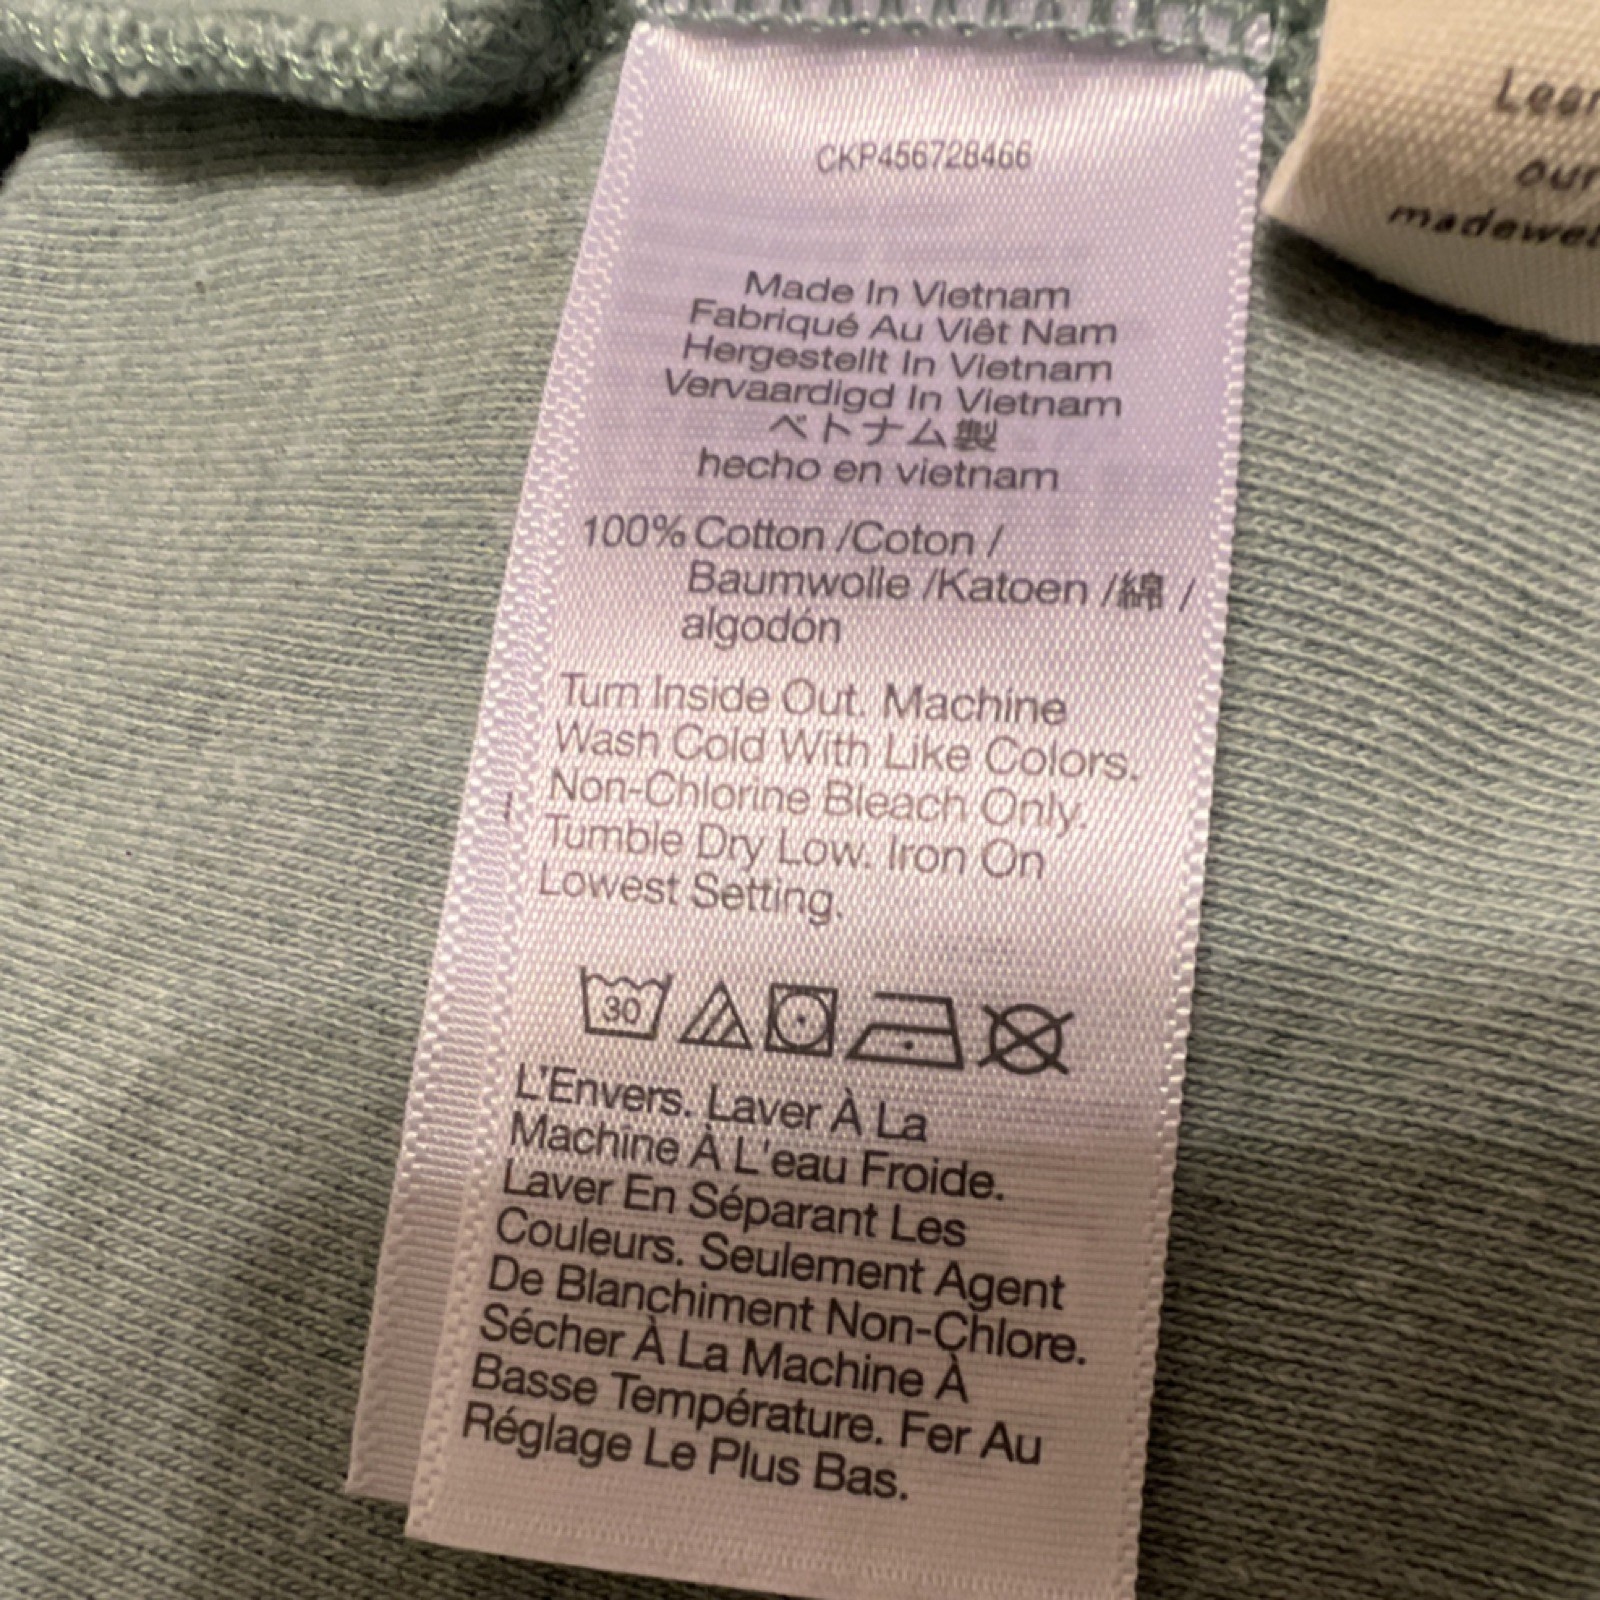 CKP456728466
Made In Vietnam
Fabriqué Au Viêt Nam
Hergestellt In Vietnam
Vervaardigd In Vietnam
ベトナム製
hecho en vietnam
100% Cotton /Coton /
Baumwolle /Katoen /綿 /
algodón
Turn Inside Out. Machine
Wash Cold With Like Colors.
Non-Chlorine Bleach Only.
Tumble Dry Low. Iron On
Lowest Setting.
30
L'Envers. Laver À La
Machine À L'eau Froide.
Laver En Séparant Les
Couleurs. Seulement Agent
De Blanchiment Non-Chlore.
Sécher À La Machine À
Basse Température. Fer Au
Réglage Le Plus Bas.
our